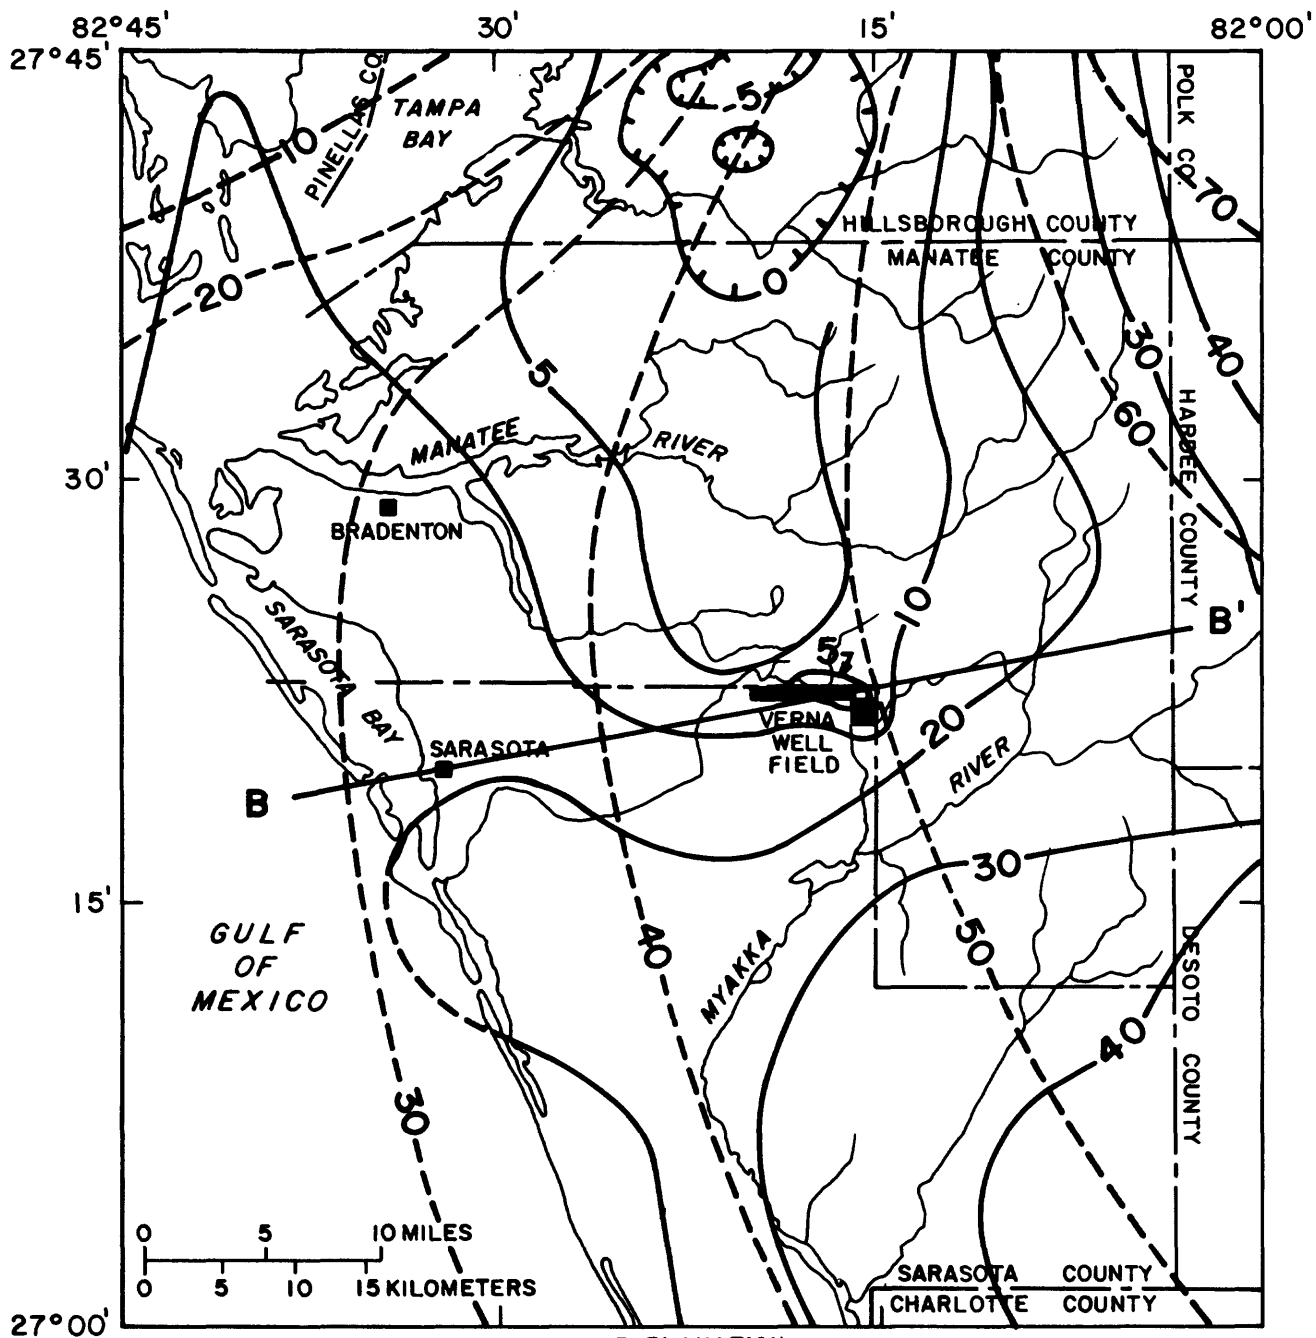 82°45'
30'
15'
82°00'
27°45'
PINELLAS CO.
TAMPA
BAY
5
POLK CO.
10
70
HILLSBOROUGH COUNTY
MANATEE COUNTY
20
0
5
30
40
HARDEE COUNTY
60
MANATEE RIVER
30'
BRADENTON
10
B'
SARASOTA BAY
5
VERNA
WELL
FIELD
20
SARASOTA
B
RIVER
30
15'
GULF
OF
MEXICO
40
50
DESOTO COUNTY
MYAKKA
40
30
0 5 10 MILES
0 5 10 15 KILOMETERS
SARASOTA COUNTY
CHARLOTTE COUNTY
27°00'